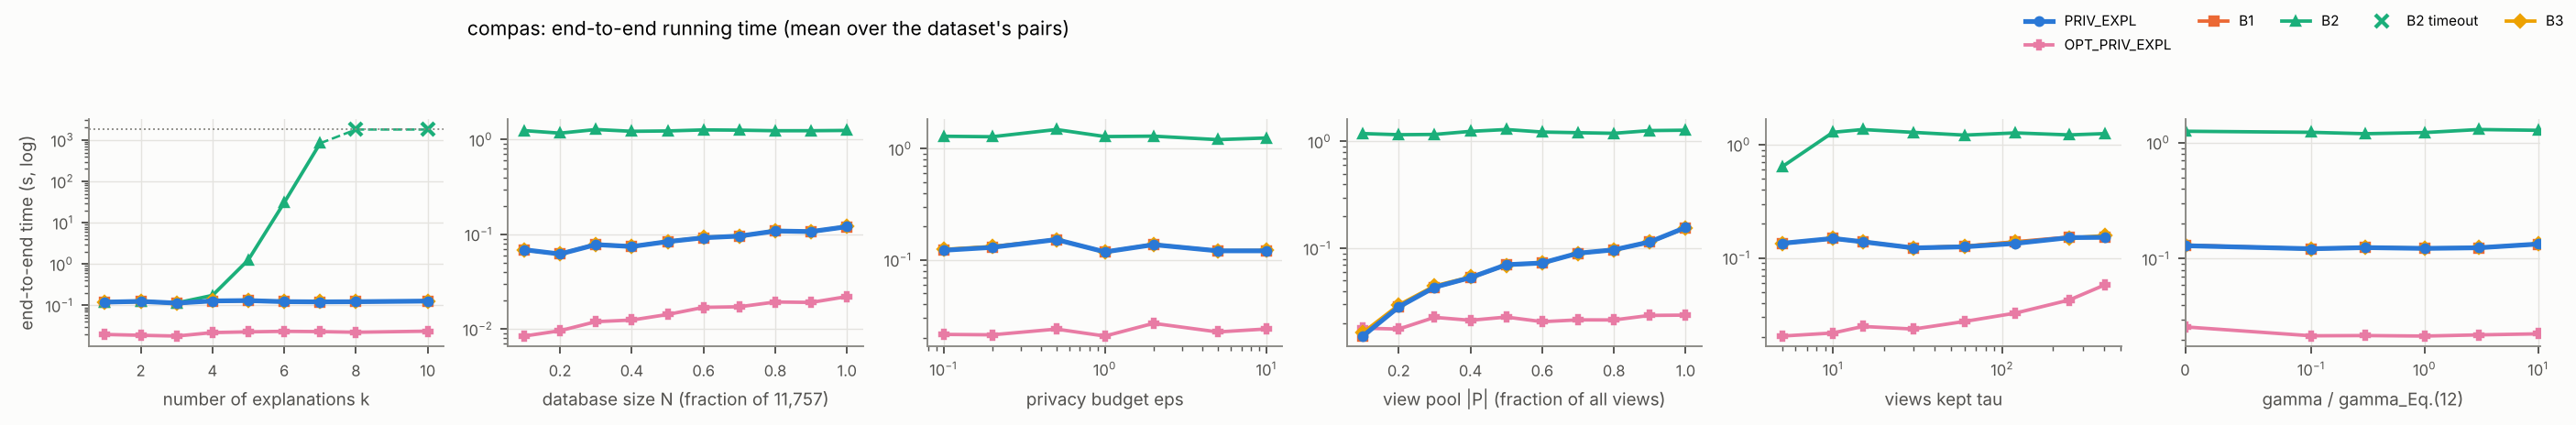 compas: end-to-end running time (mean over the dataset's pairs)
PRIV_EXPL B1 B2 B2 timeout B3
OPT_PRIV_EXPL
end-to-end time (s, log)
10³
10²
10¹
10⁰
10⁻¹
2 4 6 8 10
number of explanations k
10⁰
10⁻¹
10⁻²
0.2 0.4 0.6 0.8 1.0
database size N (fraction of 11,757)
10⁰
10⁻¹
10⁻¹ 10⁰ 10¹
privacy budget eps
10⁰
10⁻¹
0.2 0.4 0.6 0.8 1.0
view pool |P| (fraction of all views)
10⁰
10⁻¹
10¹ 10²
views kept tau
10⁰
10⁻¹
0 10⁻¹ 10⁰ 10¹
gamma / gamma_Eq.(12)